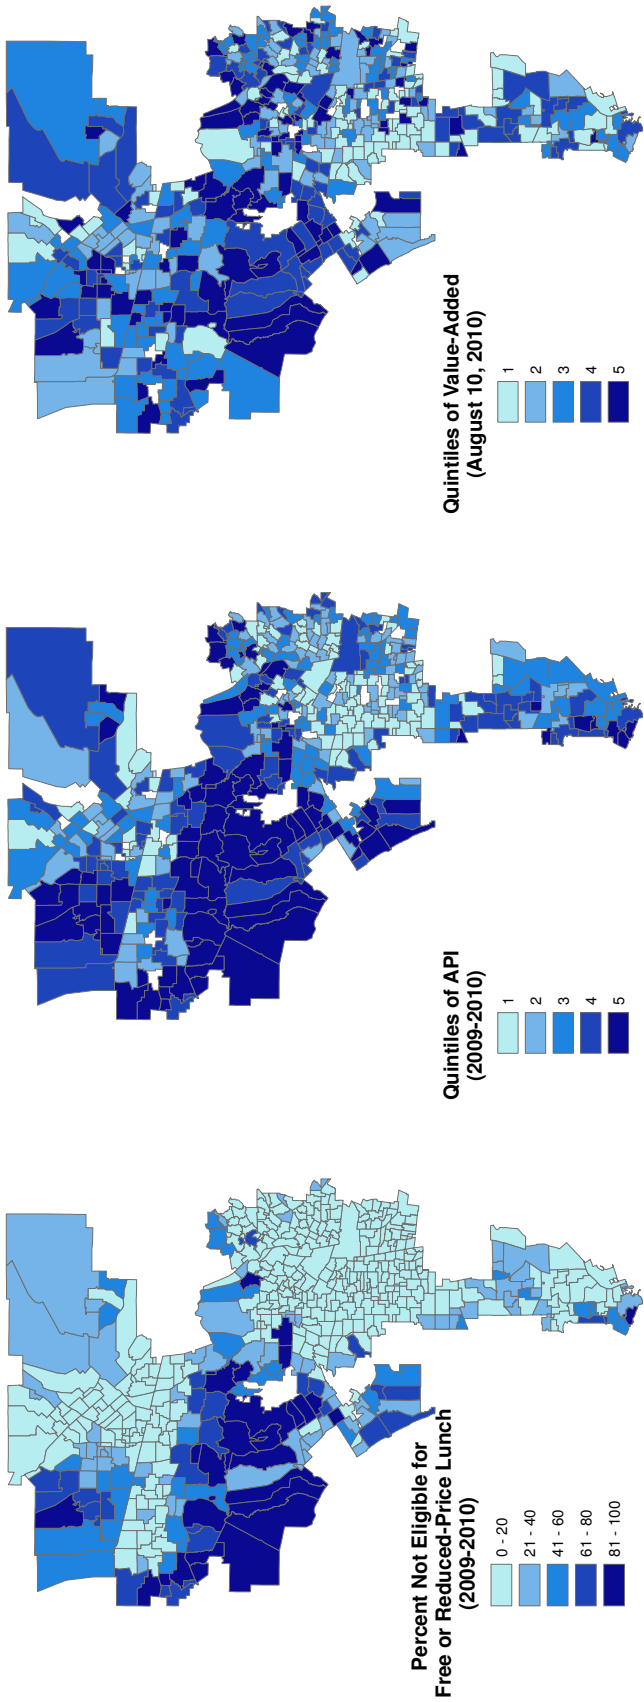 Quintiles of Value-Added
(August 10, 2010)
1
2
3
4
5
Quintiles of API
(2009-2010)
1
2
3
4
5
Percent Not Eligible for
Free or Reduced-Price Lunch
(2009-2010)
0 - 20
21 - 40
41 - 60
61 - 80
81 - 100